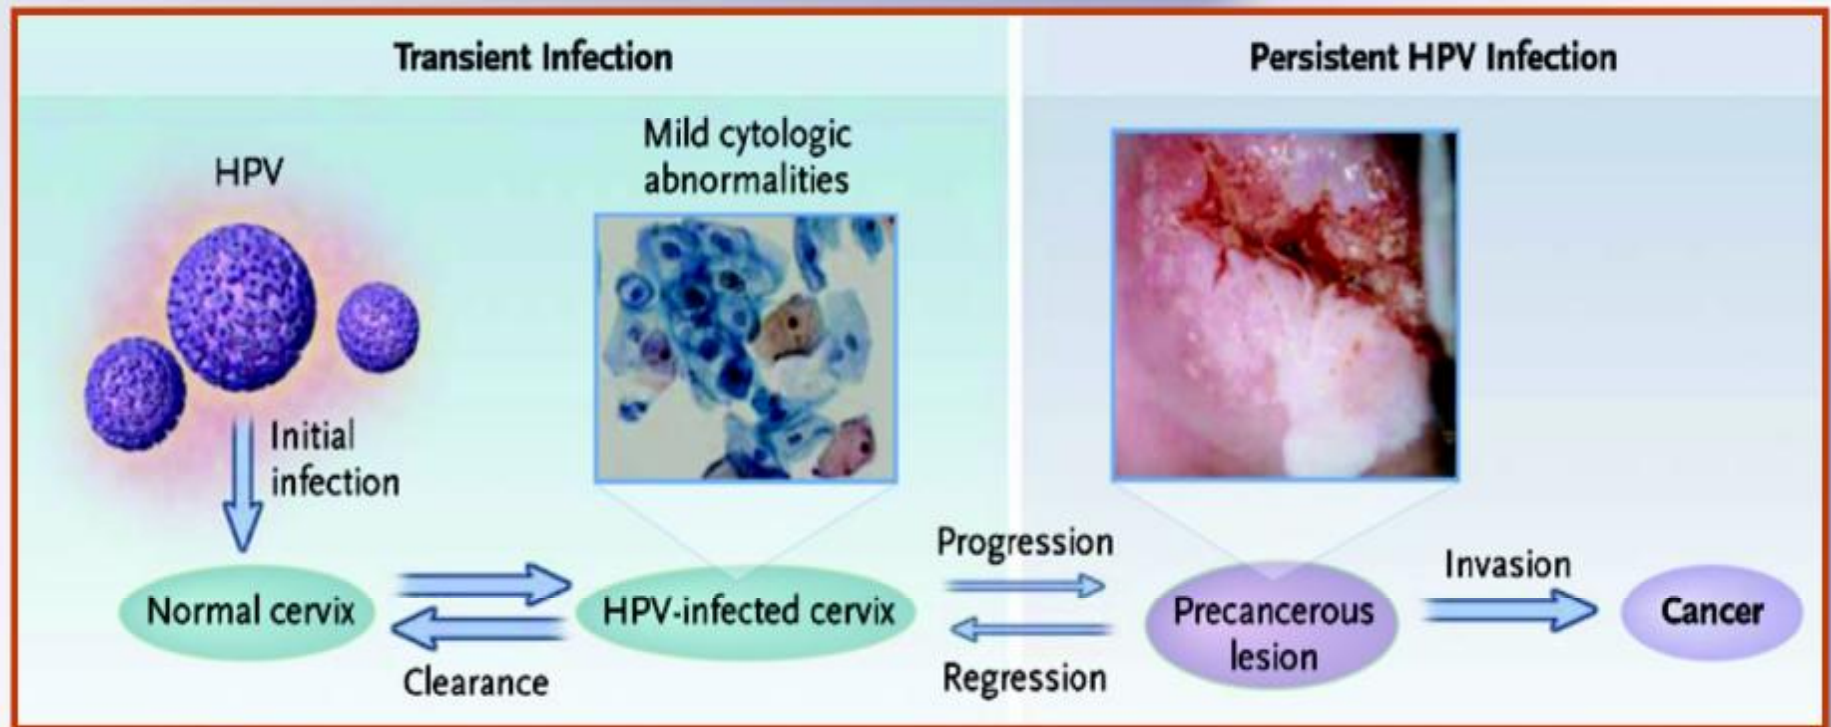 Transient Infection
Persistent HPV Infection
HPV
Mild cytologic
abnormalities
Initial
infection
Normal cervix
Clearance
HPV-infected cervix
Progression
Regression
Precancerous
lesion
Invasion
Cancer